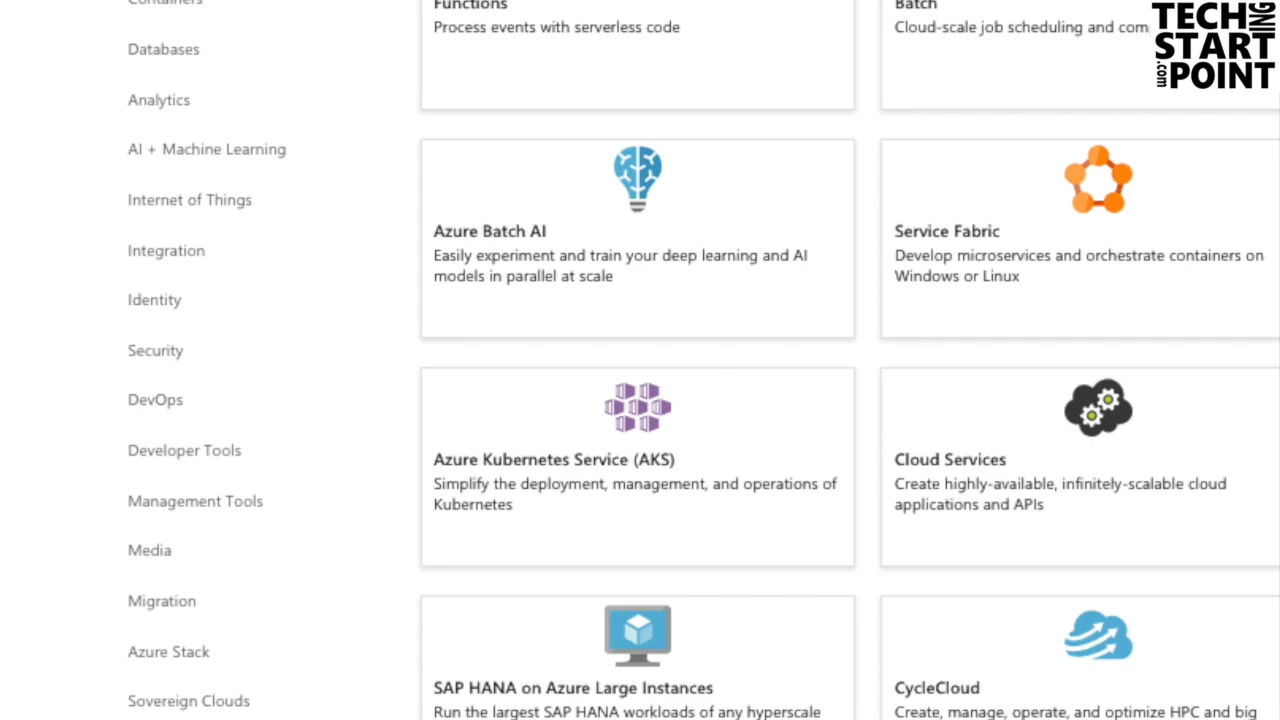 Containers
Databases
Analytics
AI + Machine Learning
Internet of Things
Integration
Identity
Security
DevOps
Developer Tools
Management Tools
Media
Migration
Azure Stack
Sovereign Clouds
Functions
Process events with serverless code
Batch
Cloud-scale job scheduling and com
TECHING
START
.com
POINT
Azure Batch AI
Easily experiment and train your deep learning and AI
models in parallel at scale
Service Fabric
Develop microservices and orchestrate containers on
Windows or Linux
Azure Kubernetes Service (AKS)
Simplify the deployment, management, and operations of
Kubernetes
Cloud Services
Create highly-available, infinitely-scalable cloud
applications and APIs
SAP HANA on Azure Large Instances
Run the largest SAP HANA workloads of any hyperscale
CycleCloud
Create, manage, operate, and optimize HPC and big